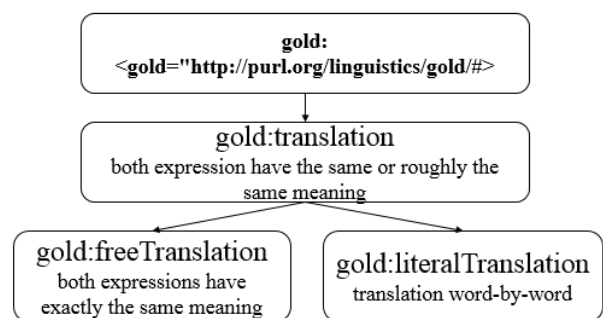 gold:
<gold="http://purl.org/linguistics/gold/#>
gold:translation
both expression have the same or roughly the
same meaning
gold:freeTranslation
both expressions have
exactly the same meaning
gold:literalTranslation
translation word-by-word